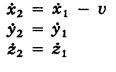 ẋ₂ = ẋ₁ − υ
ẏ₂ = ẏ₁
ż₂ = ż₁